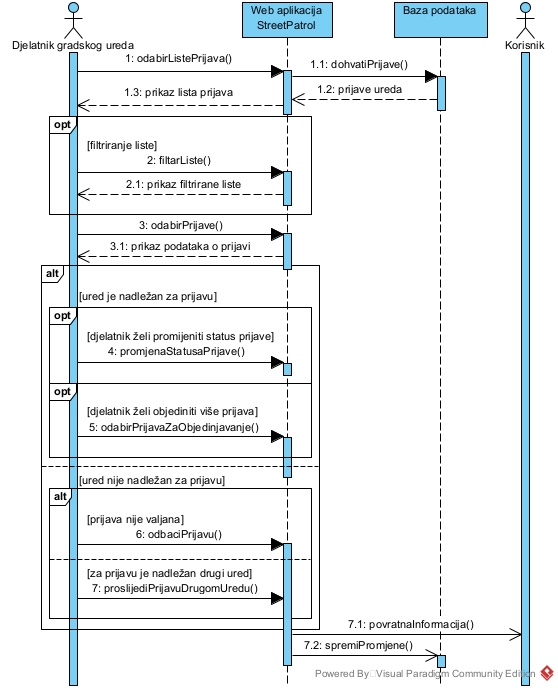 Djelatnik gradskog ureda
Web aplikacija
StreetPatrol
Baza podataka
Korisnik
1: odabirListePrijava()
1.1: dohvatiPrijave()
1.2: prijave ureda
1.3: prikaz lista prijava
opt
[filtriranje liste]
2: filtarListe()
2.1: prikaz filtrirane liste
3: odabirPrijave()
3.1: prikaz podataka o prijavi
alt
[ured je nadležan za prijavu]
opt
[djelatnik želi promijeniti status prijave]
4: promjenaStatusaPrijave()
opt
[djelatnik želi objediniti više prijava]
5: odabirPrijavaZaObjedinjavanje()
[ured nije nadležan za prijavu]
alt
[prijava nije valjana]
6: odbaciPrijavu()
[za prijavu je nadležan drugi ured]
7: proslijediPrijavuDrugomUredu()
7.1: povratnaInformacija()
7.2: spremiPromjene()
Powered By Visual Paradigm Community Edition